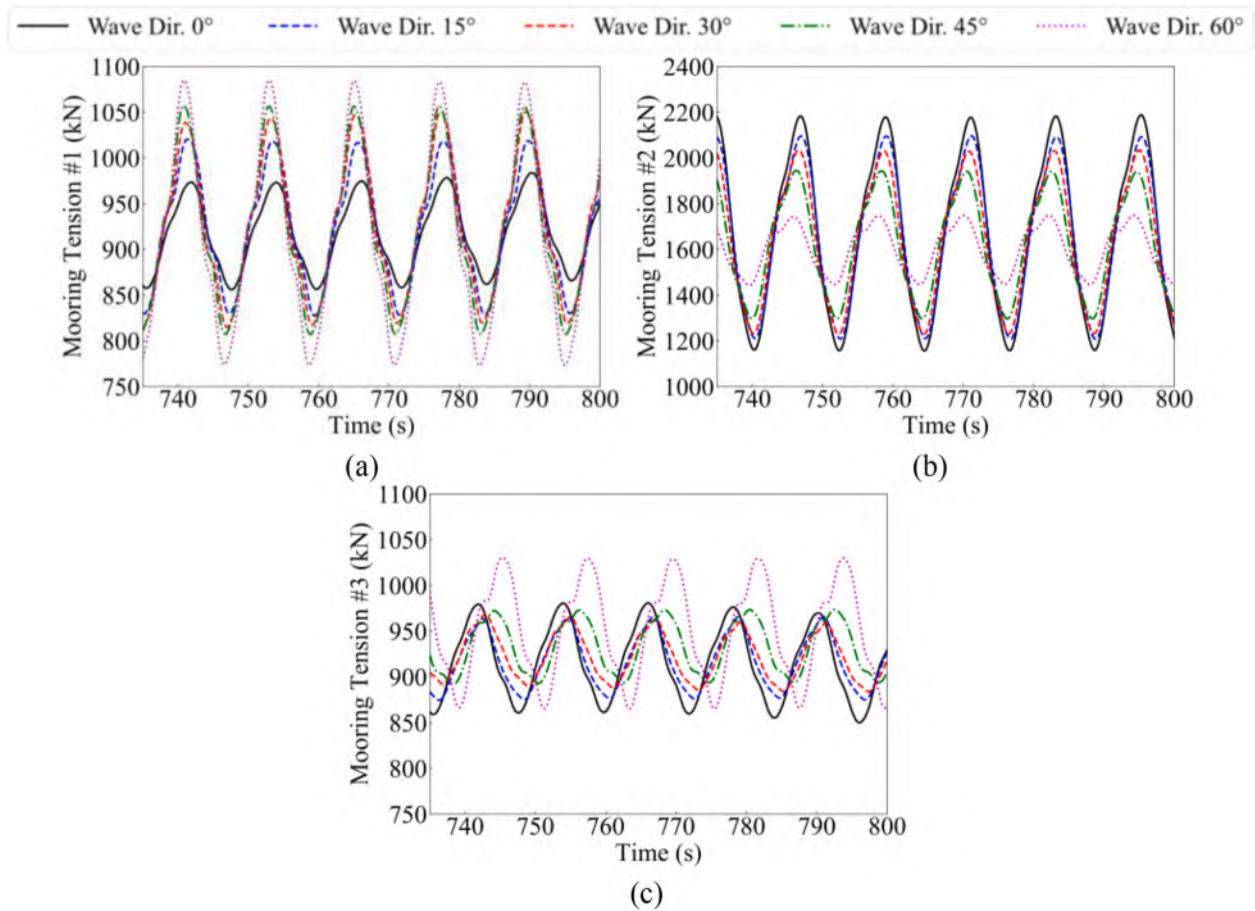 Wave Dir. 0° Wave Dir. 15° Wave Dir. 30° Wave Dir. 45° Wave Dir. 60°
Mooring Tension #1 (kN)
1100
1050
1000
950
900
850
800
750
740 750 760 770 780 790 800
Time (s)
(a)
Mooring Tension #2 (kN)
2400
2200
2000
1800
1600
1400
1200
1000
740 750 760 770 780 790 800
Time (s)
(b)
Mooring Tension #3 (kN)
1100
1050
1000
950
900
850
800
750
740 750 760 770 780 790 800
Time (s)
(c)